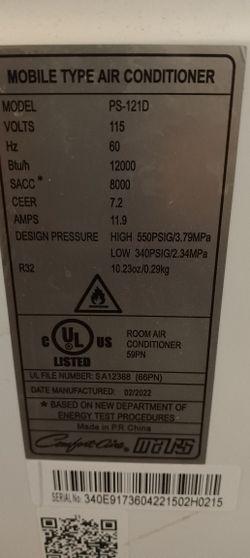 MOBILE TYPE AIR CONDITIONER
MODEL PS-121D
VOLTS 115
Hz 60
Btu/h 12000
SACC * 8000
CEER 7.2
AMPS 11.9
DESIGN PRESSURE HIGH 550PSIG/3.79MPa
LOW 340PSIG/2.34MPa
R32 10.23oz/0.29kg
C UL US
LISTED
ROOM AIR
CONDITIONER
59PN
UL FILE NUMBER: SA12368 (66PN)
DATE MANUFACTURED: 02/2022
* BASED ON NEW DEPARTMENT OF
ENERGY TEST PROCEDURES
Made in P.R China
Comfort-Aire MARS
SERIAL No: 340E9173604221502H0215